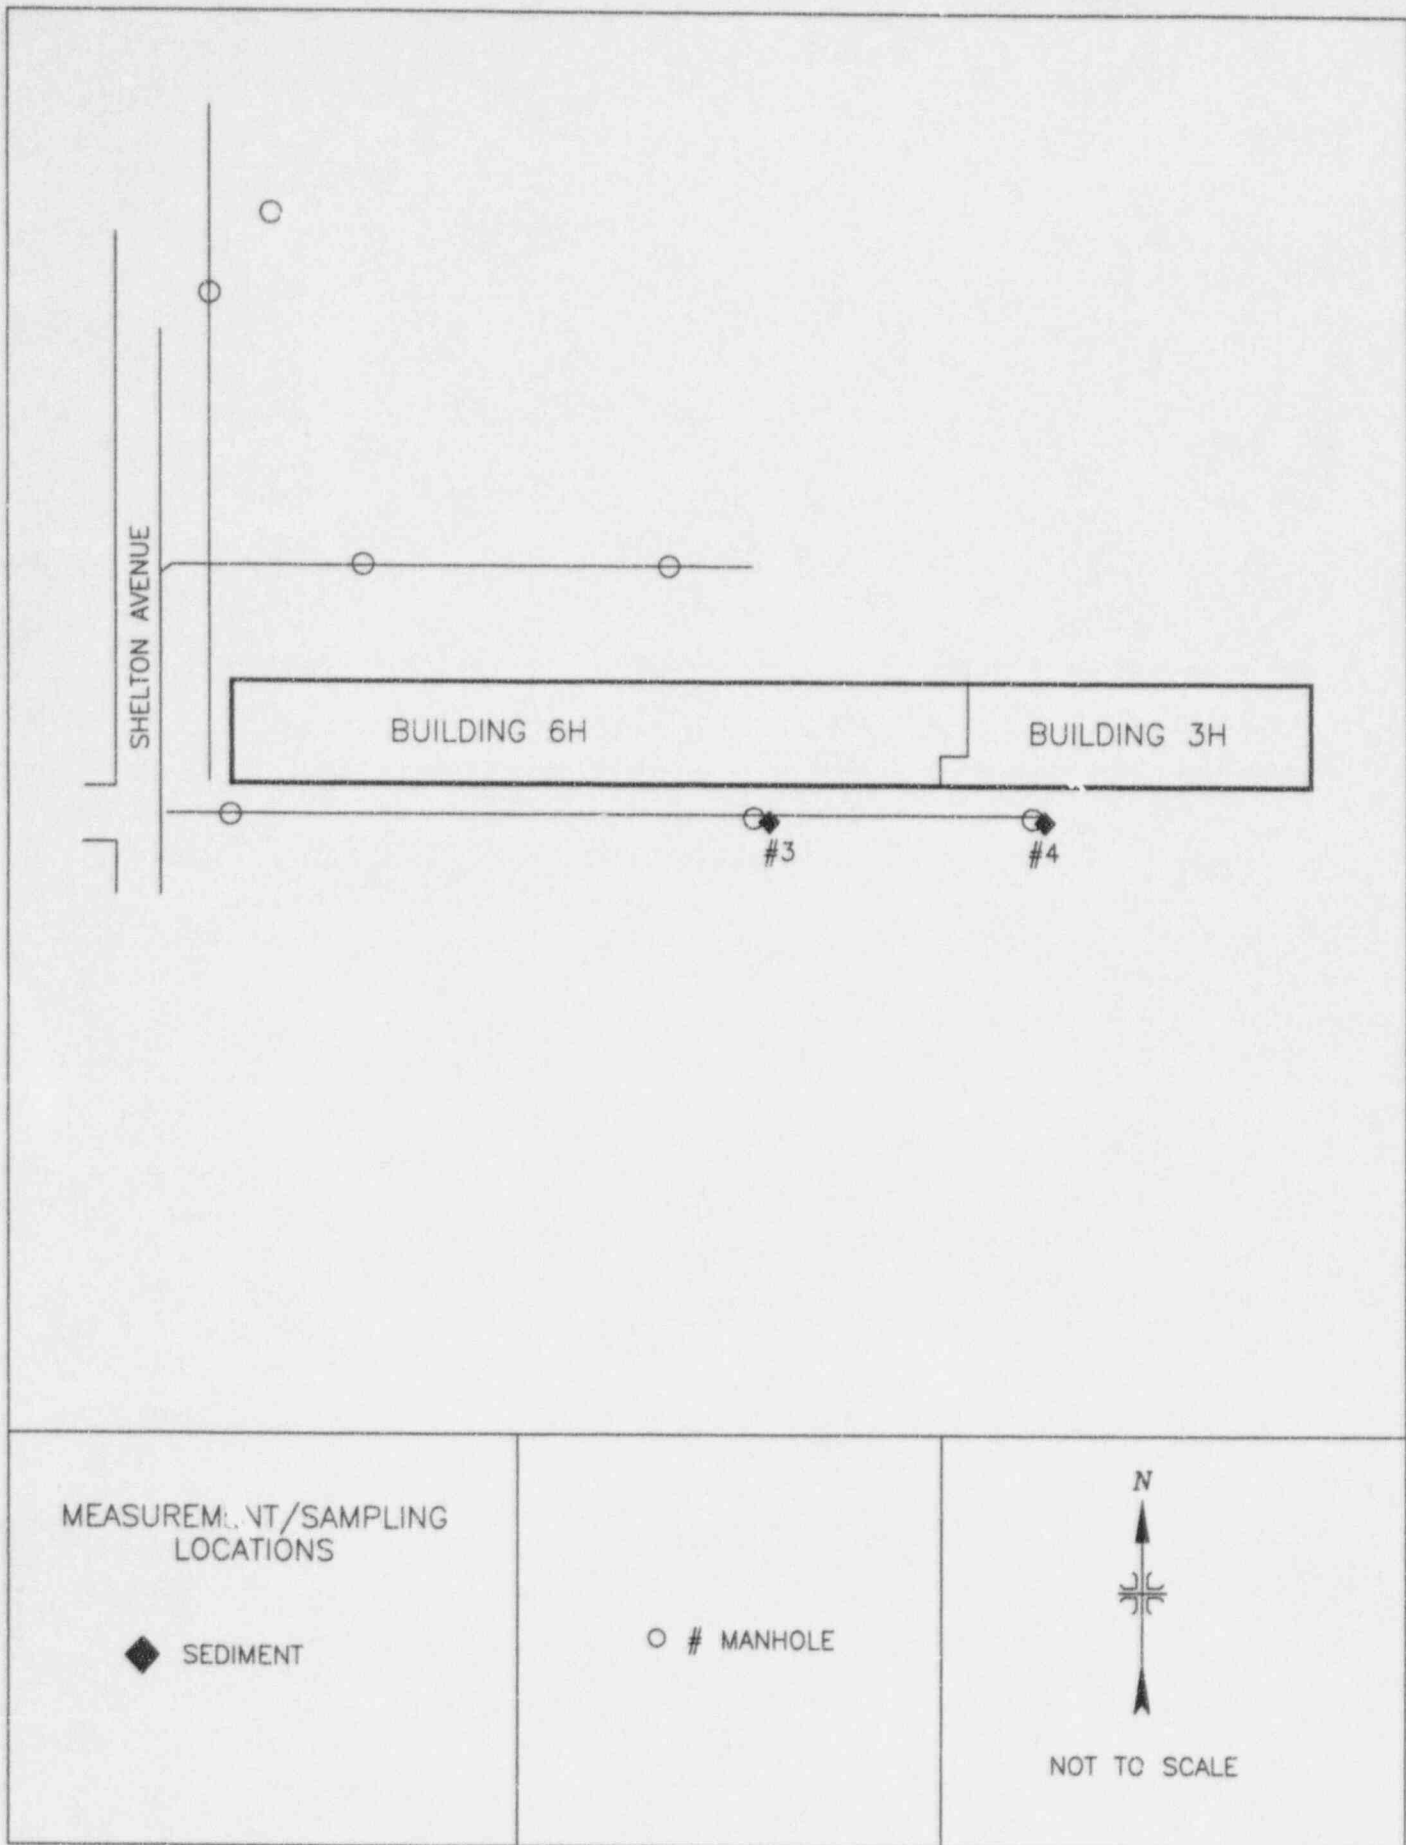 SHELTON AVENUE
BUILDING 6H
BUILDING 3H
#3
#4
MEASUREMENT/SAMPLING
LOCATIONS
SEDIMENT
# MANHOLE
N
NOT TO SCALE